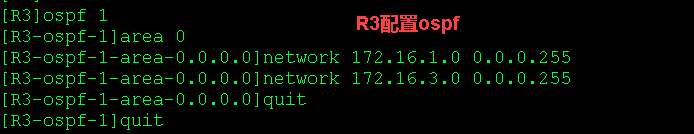 [R3]ospf 1
R3配置ospf
[R3-ospf-1]area 0
[R3-ospf-1-area-0.0.0.0]network 172.16.1.0 0.0.0.255
[R3-ospf-1-area-0.0.0.0]network 172.16.3.0 0.0.0.255
[R3-ospf-1-area-0.0.0.0]quit
[R3-ospf-1]quit